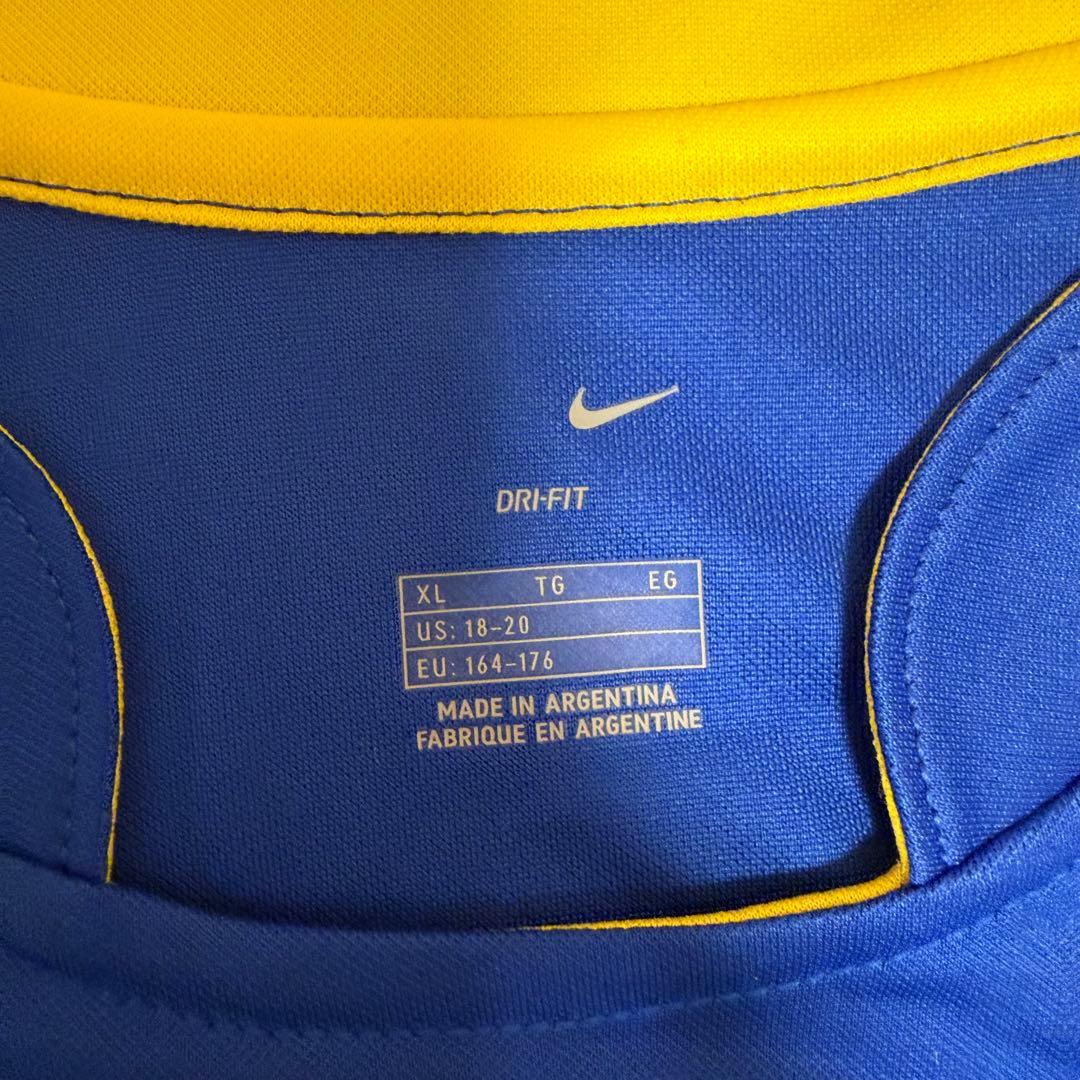 DRI-FIT
XL TG EG
US: 18-20
EU: 164-176
MADE IN ARGENTINA
FABRIQUE EN ARGENTINE